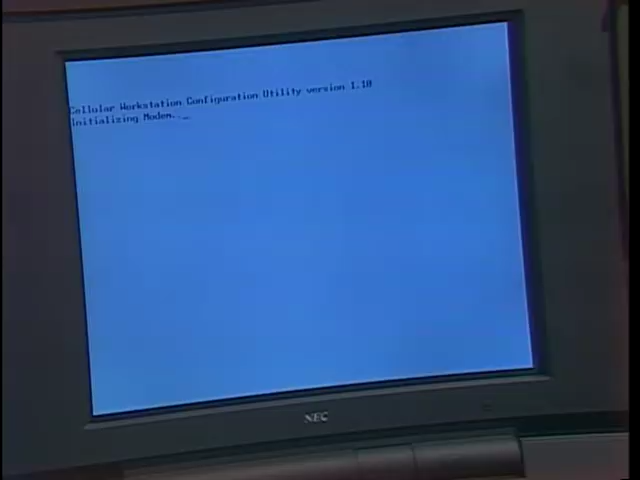 Cellular Workstation Configuration Utility version 1.10
Initializing Modem.._
NEC